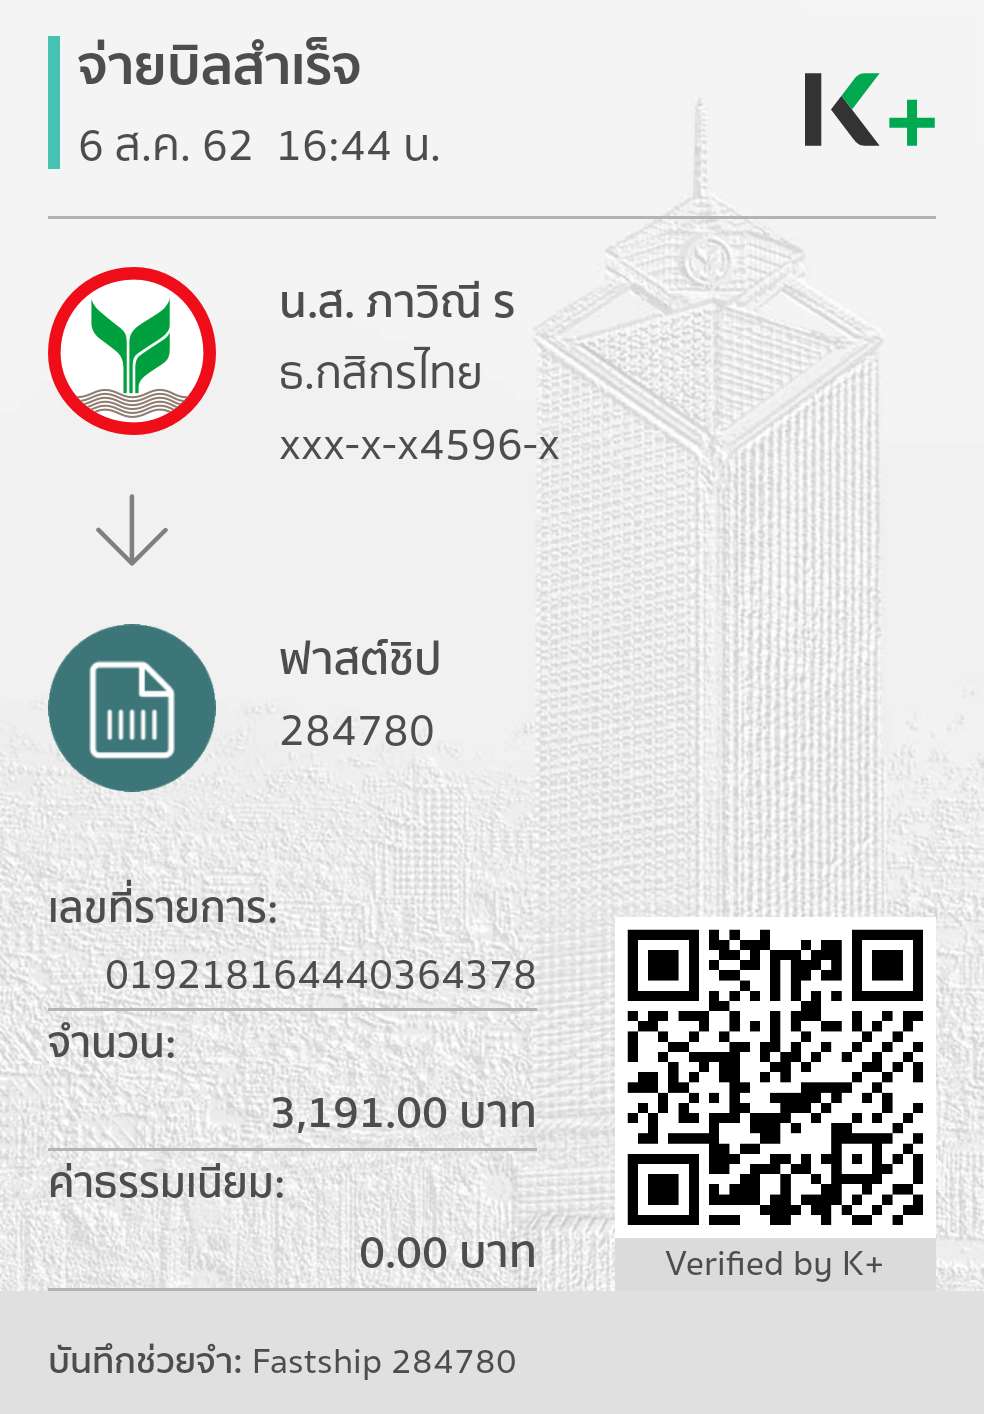 จ่ายบิลสำเร็จ
6 ส.ค. 62 16:44 น.
K+
น.ส. ภาวิณี ร
ธ.กสิกรไทย
xxx-x-x4596-x
ฟาสต์ชิป
284780
เลขที่รายการ:
019218164440364378
จำนวน:
3,191.00 บาท
ค่าธรรมเนียม:
0.00 บาท
Verified by K+
บันทึกช่วยจำ: Fastship 284780